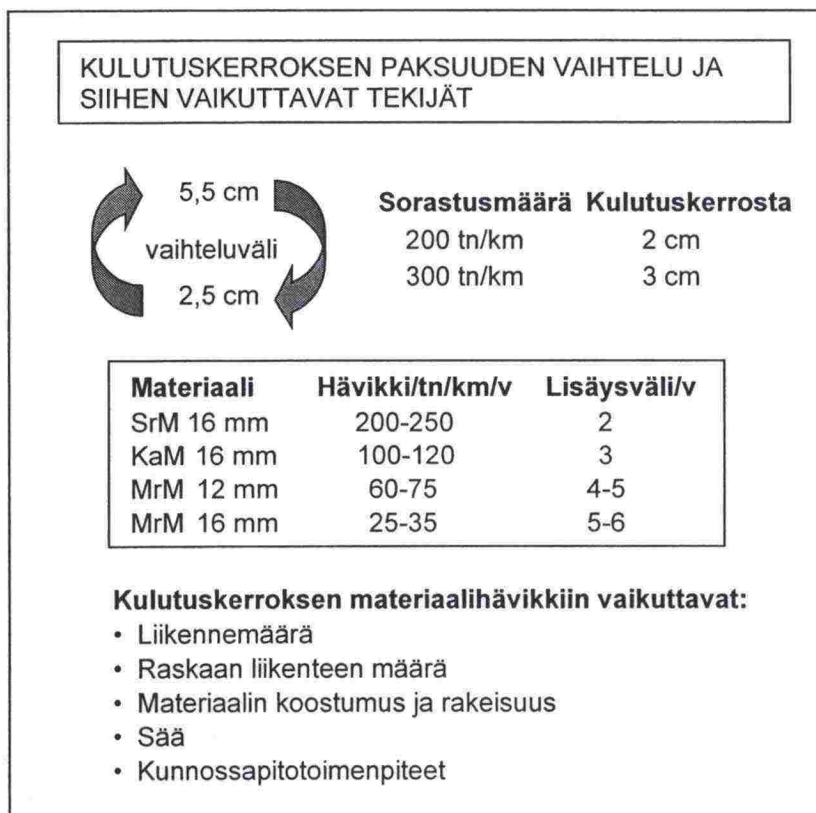 KULUTUSKERROKSEN PAKSUUDEN VAIHTELU JA
SIIHEN VAIKUTTAVAT TEKIJÄT
5,5 cm
vaihteluväli
2,5 cm
Sorastusmäärä Kulutuskerrosta
200 tn/km 2 cm
300 tn/km 3 cm
Materiaali Hävikki/tn/km/v Lisäysväli/v
SrM 16 mm 200-250 2
KaM 16 mm 100-120 3
MrM 12 mm 60-75 4-5
MrM 16 mm 25-35 5-6
Kulutuskerroksen materiaalihävikkiin vaikuttavat:
• Liikennemäärä
• Raskaan liikenteen määrä
• Materiaalin koostumus ja rakeisuus
• Sää
• Kunnossapitotoimenpiteet